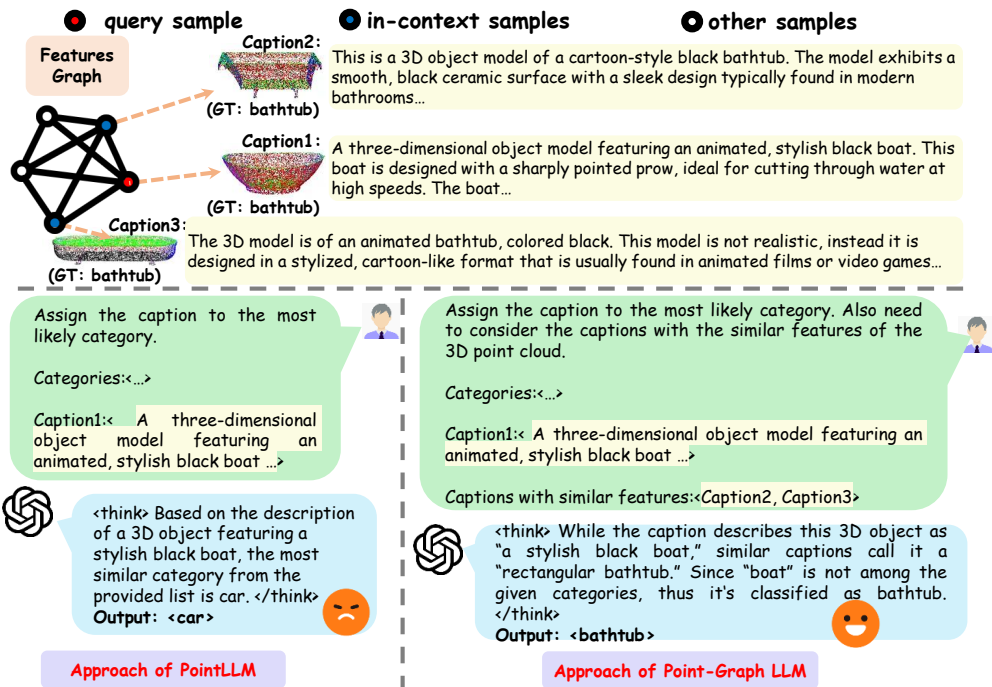 query sample
in-context samples
other samples
Features
Graph
Caption2:
(GT: bathtub)
This is a 3D object model of a cartoon-style black bathtub. The model exhibits a
smooth, black ceramic surface with a sleek design typically found in modern
bathrooms…
Caption1:
(GT: bathtub)
A three-dimensional object model featuring an animated, stylish black boat. This
boat is designed with a sharply pointed prow, ideal for cutting through water at
high speeds. The boat…
Caption3:
(GT: bathtub)
The 3D model is of an animated bathtub, colored black. This model is not realistic, instead it is
designed in a stylized, cartoon-like format that is usually found in animated films or video games…
Assign the caption to the most
likely category.
Categories:<…>
Caption1:< A three-dimensional
object model featuring an
animated, stylish black boat …>
<think> Based on the description
of a 3D object featuring a
stylish black boat, the most
similar category from the
provided list is car. </think>
Output: <car>
Approach of PointLLM
Assign the caption to the most likely category. Also need
to consider the captions with the similar features of the
3D point cloud.
Categories:<…>
Caption1:< A three-dimensional object model featuring an
animated, stylish black boat …>
Captions with similar features:<Caption2, Caption3>
<think> While the caption describes this 3D object as
“a stylish black boat,” similar captions call it a
“rectangular bathtub.” Since “boat” is not among the
given categories, thus it's classified as bathtub.
</think>
Output: <bathtub>
Approach of Point-Graph LLM